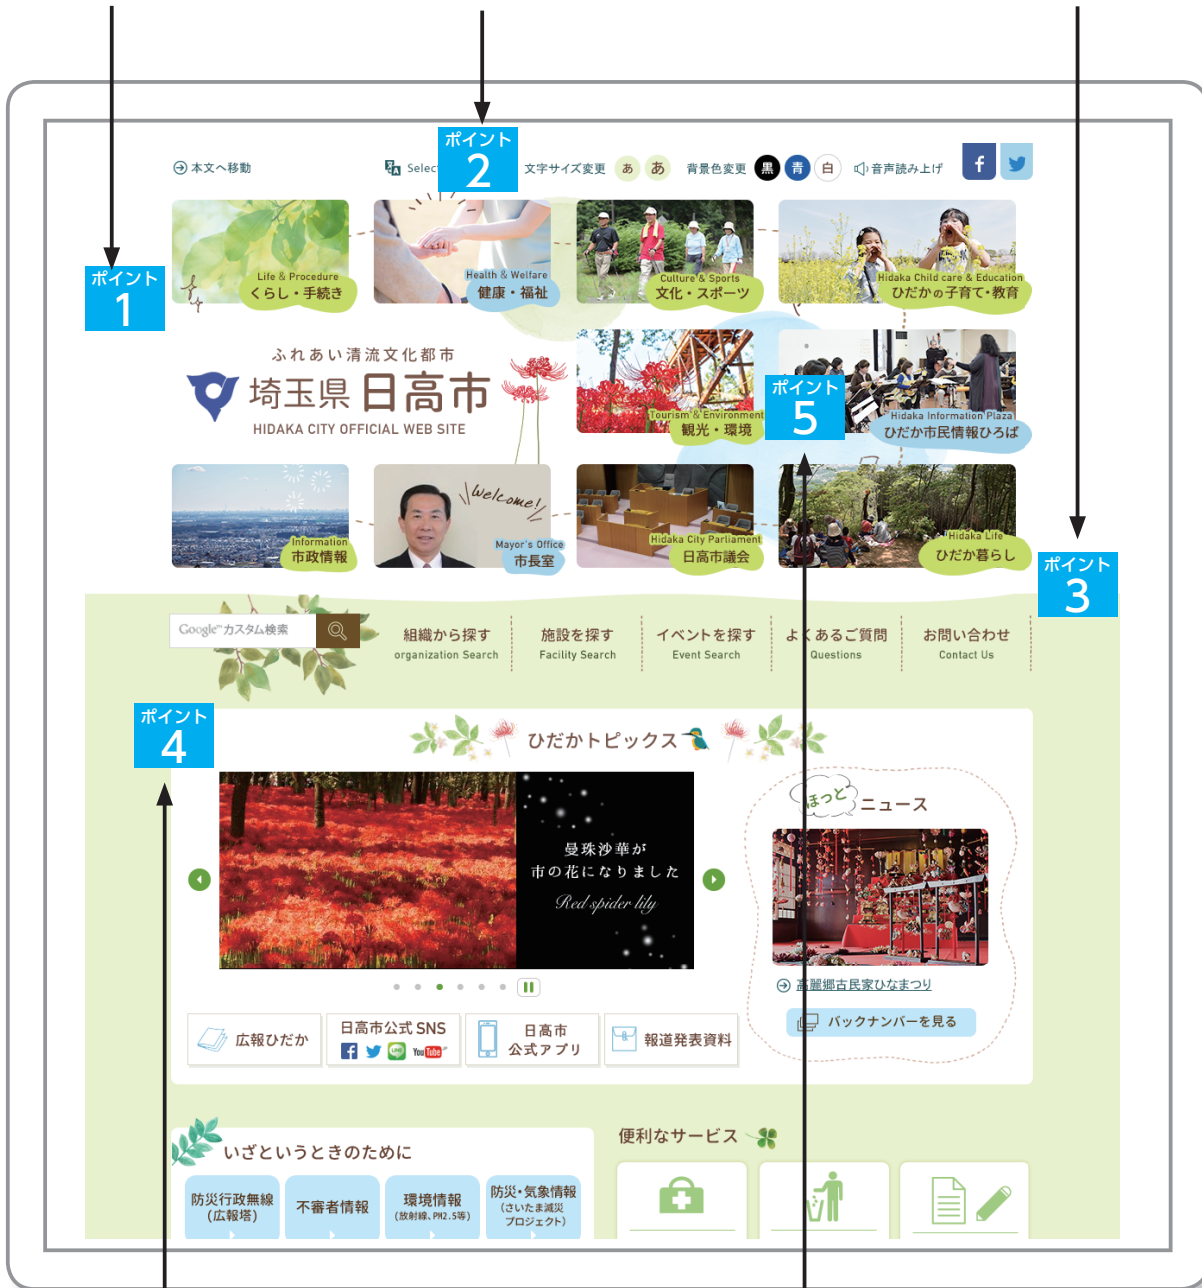 ポイント
2
本文へ移動
Selec
文字サイズ変更 あ あ 背景色変更 黒 青 白 音声読み上げ
ポイント
1
Life & Procedure
くらし・手続き
Health & Welfare
健康・福祉
Culture & Sports
文化・スポーツ
Hidaka Child care & Education
ひだかの子育て・教育
ふれあい清流文化都市
埼玉県 日高市
HIDAKA CITY OFFICIAL WEB SITE
Tourism & Environment
観光・環境
ポイント
5
Hidaka Information Plaza
ひだか市民情報ひろば
Information
市政情報
Welcome!
Mayor's Office
市長室
Hidaka City Parliament
日高市議会
Hidaka Life
ひだか暮らし
ポイント
3
Google™カスタム検索
組織から探す
organization Search
施設を探す
Facility Search
イベントを探す
Event Search
よくあるご質問
Questions
お問い合わせ
Contact Us
ポイント
4
ひだかトピックス
曼珠沙華が
市の花になりました
Red spider lily
ほっと ニュース
高麗郷古民家ひなまつり
バックナンバーを見る
広報ひだか
日高市公式 SNS
LINE YouTube
日高市
公式アプリ
報道発表資料
いざというときのために
防災行政無線
(広報塔)
不審者情報
環境情報
(放射線、PM2.5等)
防災・気象情報
(さいたま減災
プロジェクト)
便利なサービス